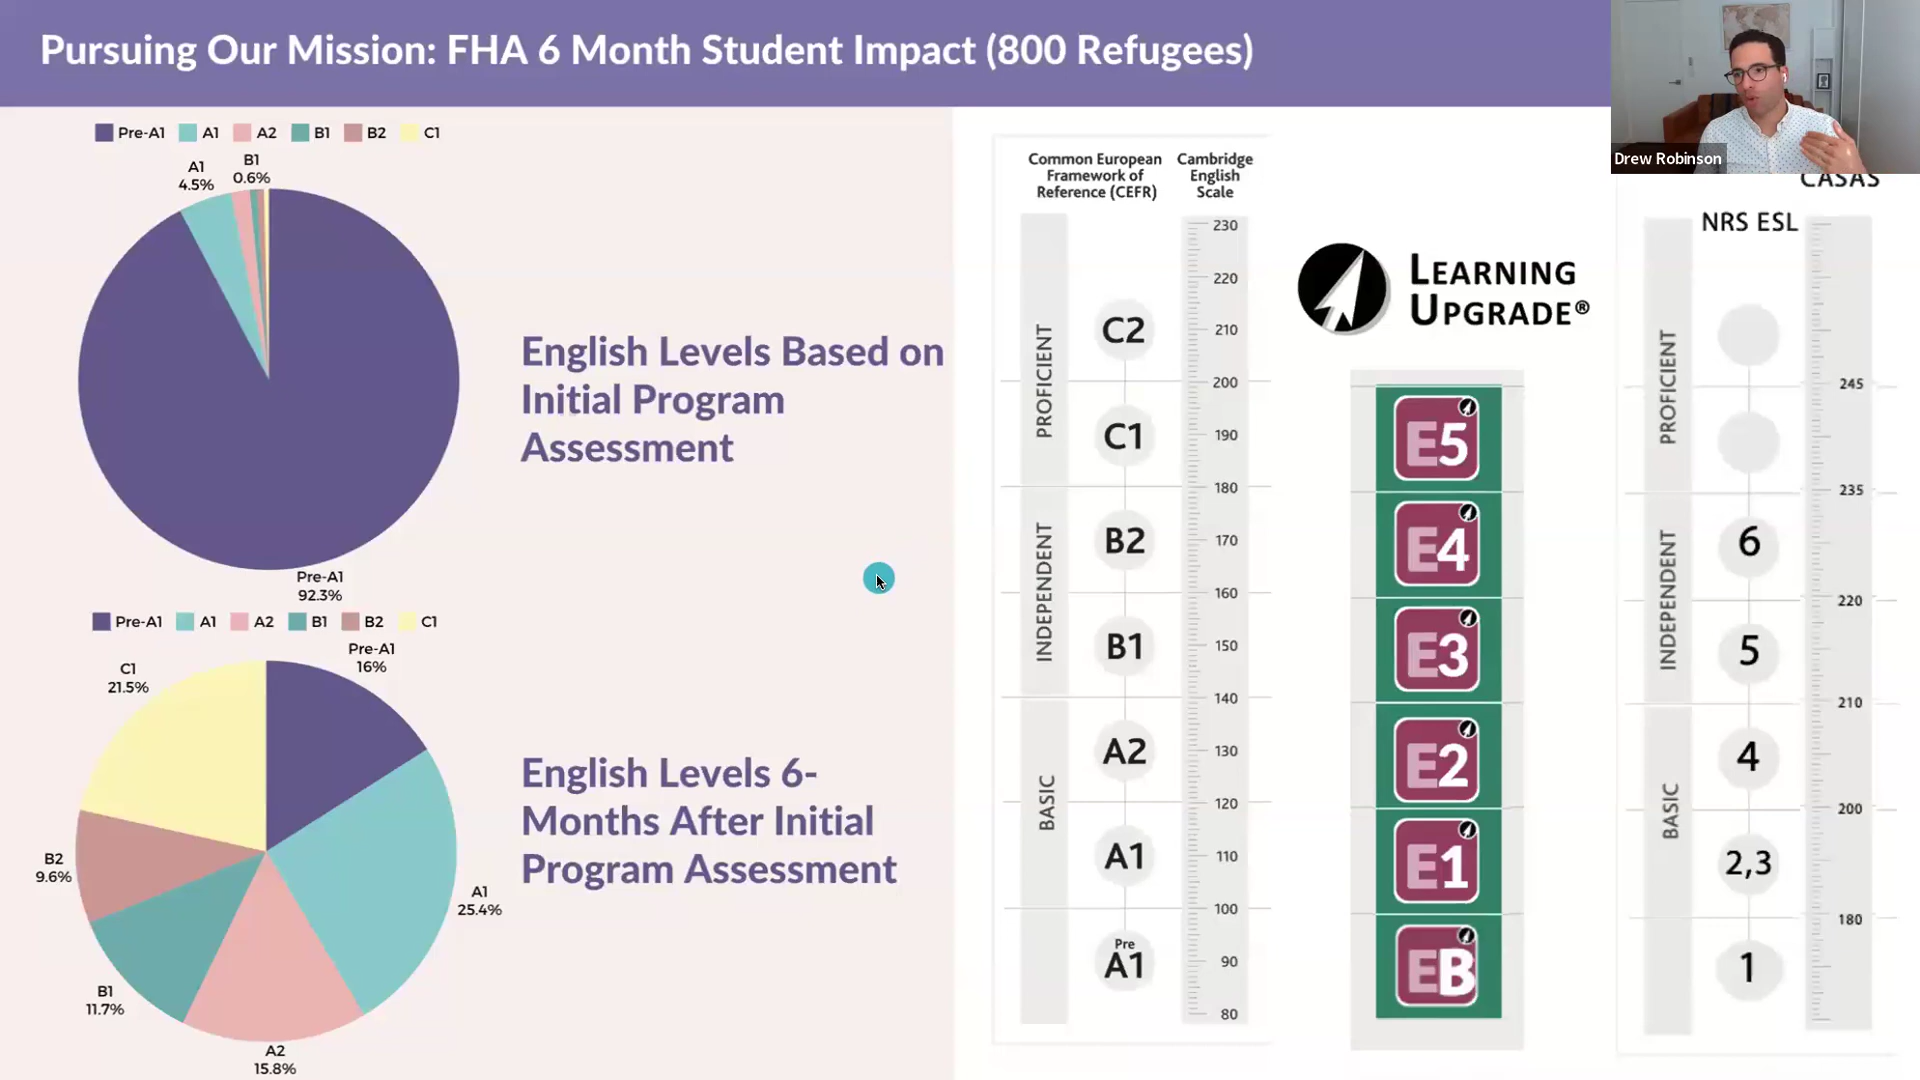 Pursuing Our Mission: FHA 6 Month Student Impact (800 Refugees)
Drew Robinson
Pre-A1 A1 A2 B1 B2 C1
A1
4.5%
B1
0.6%
Pre-A1
92.3%
English Levels Based on
Initial Program
Assessment
Pre-A1 A1 A2 B1 B2 C1
Pre-A1
16%
C1
21.5%
B2
9.6%
A1
25.4%
B1
11.7%
A2
15.8%
English Levels 6-
Months After Initial
Program Assessment
Common European
Framework of
Reference (CEFR)
Cambridge
English
Scale
PROFICIENT
INDEPENDENT
BASIC
C2
C1
B2
B1
A2
A1
Pre
A1
230
220
210
200
190
180
170
160
150
140
130
120
110
100
90
80
LEARNING
UPGRADE®
E5
E4
E3
E2
E1
EB
CASAS
NRS ESL
PROFICIENT
INDEPENDENT
BASIC
6
5
4
2,3
1
245
235
220
210
200
180